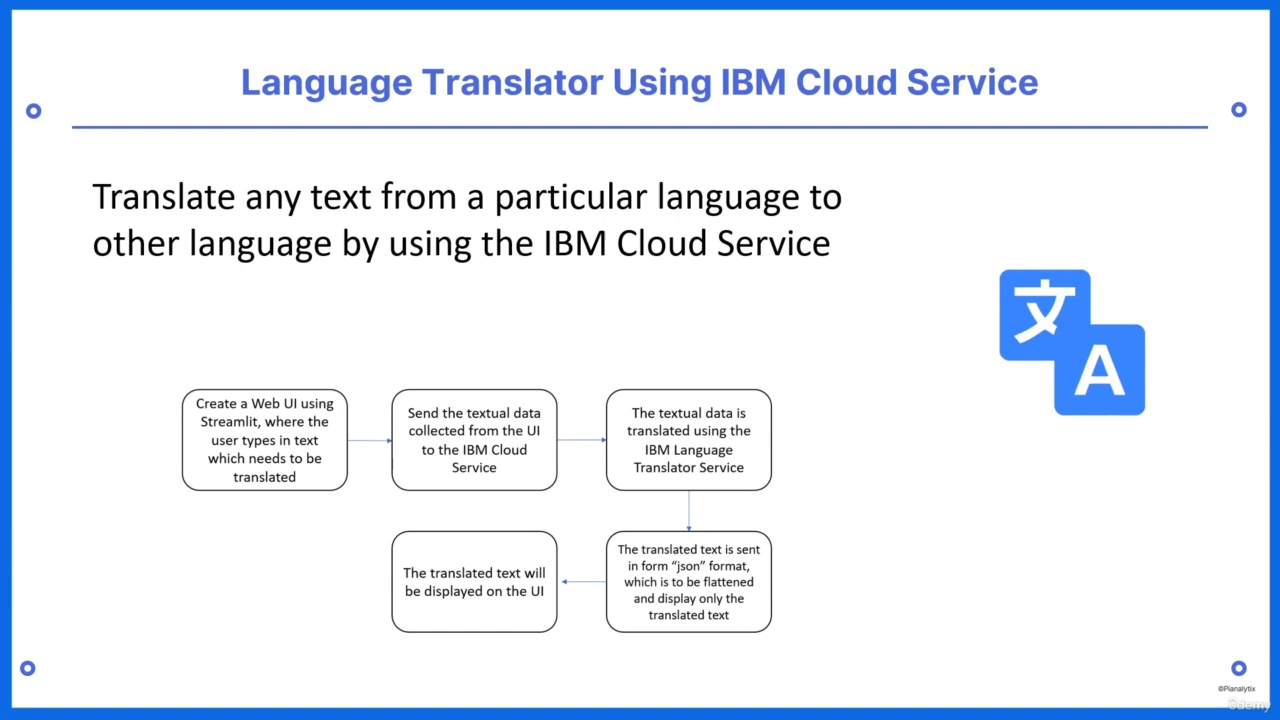 Language Translator Using IBM Cloud Service
Translate any text from a particular language to
other language by using the IBM Cloud Service
文
A
Create a Web UI using
Streamlit, where the
user types in text
which needs to be
translated
Send the textual data
collected from the UI
to the IBM Cloud
Service
The textual data is
translated using the
IBM Language
Translator Service
The translated text is sent
in form “json” format,
which is to be flattened
and display only the
translated text
The translated text will
be displayed on the UI
©Pianalytix
ûdemy